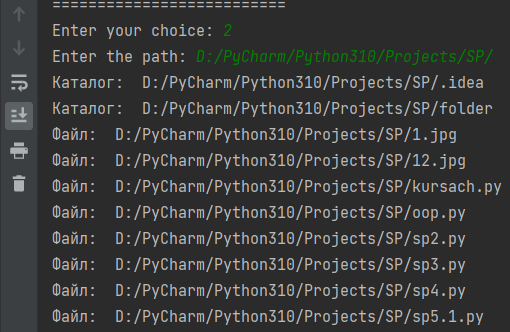 ==========================
Enter your choice: 2
Enter the path: D:/PyCharm/Python310/Projects/SP/
Каталог:  D:/PyCharm/Python310/Projects/SP/.idea
Каталог:  D:/PyCharm/Python310/Projects/SP/folder
Файл:  D:/PyCharm/Python310/Projects/SP/1.jpg
Файл:  D:/PyCharm/Python310/Projects/SP/12.jpg
Файл:  D:/PyCharm/Python310/Projects/SP/kursach.py
Файл:  D:/PyCharm/Python310/Projects/SP/oop.py
Файл:  D:/PyCharm/Python310/Projects/SP/sp2.py
Файл:  D:/PyCharm/Python310/Projects/SP/sp3.py
Файл:  D:/PyCharm/Python310/Projects/SP/sp4.py
Файл:  D:/PyCharm/Python310/Projects/SP/sp5.1.py